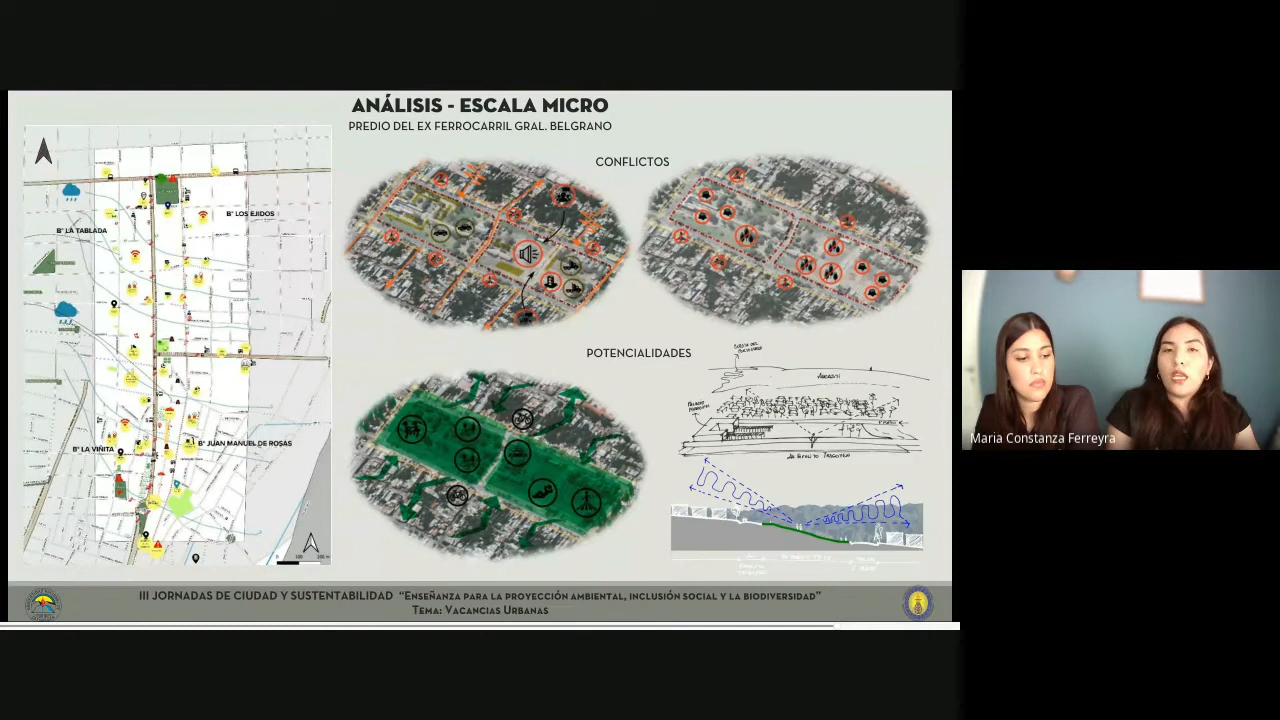 ANÁLISIS - ESCALA MICRO
PREDIO DEL EX FERROCARRIL GRAL. BELGRANO
CONFLICTOS
B° LOS EJIDOS
B° LA TABLADA
POTENCIALIDADES
B° JUAN MANUEL DE ROSAS
B° LA VIÑITA
Maria Constanza Ferreyra
III JORNADAS DE CIUDAD Y SUSTENTABILIDAD "ENSEÑANZA PARA LA PROYECCIÓN AMBIENTAL, INCLUSIÓN SOCIAL Y LA BIODIVERSIDAD"
TEMA: VACANCIAS URBANAS